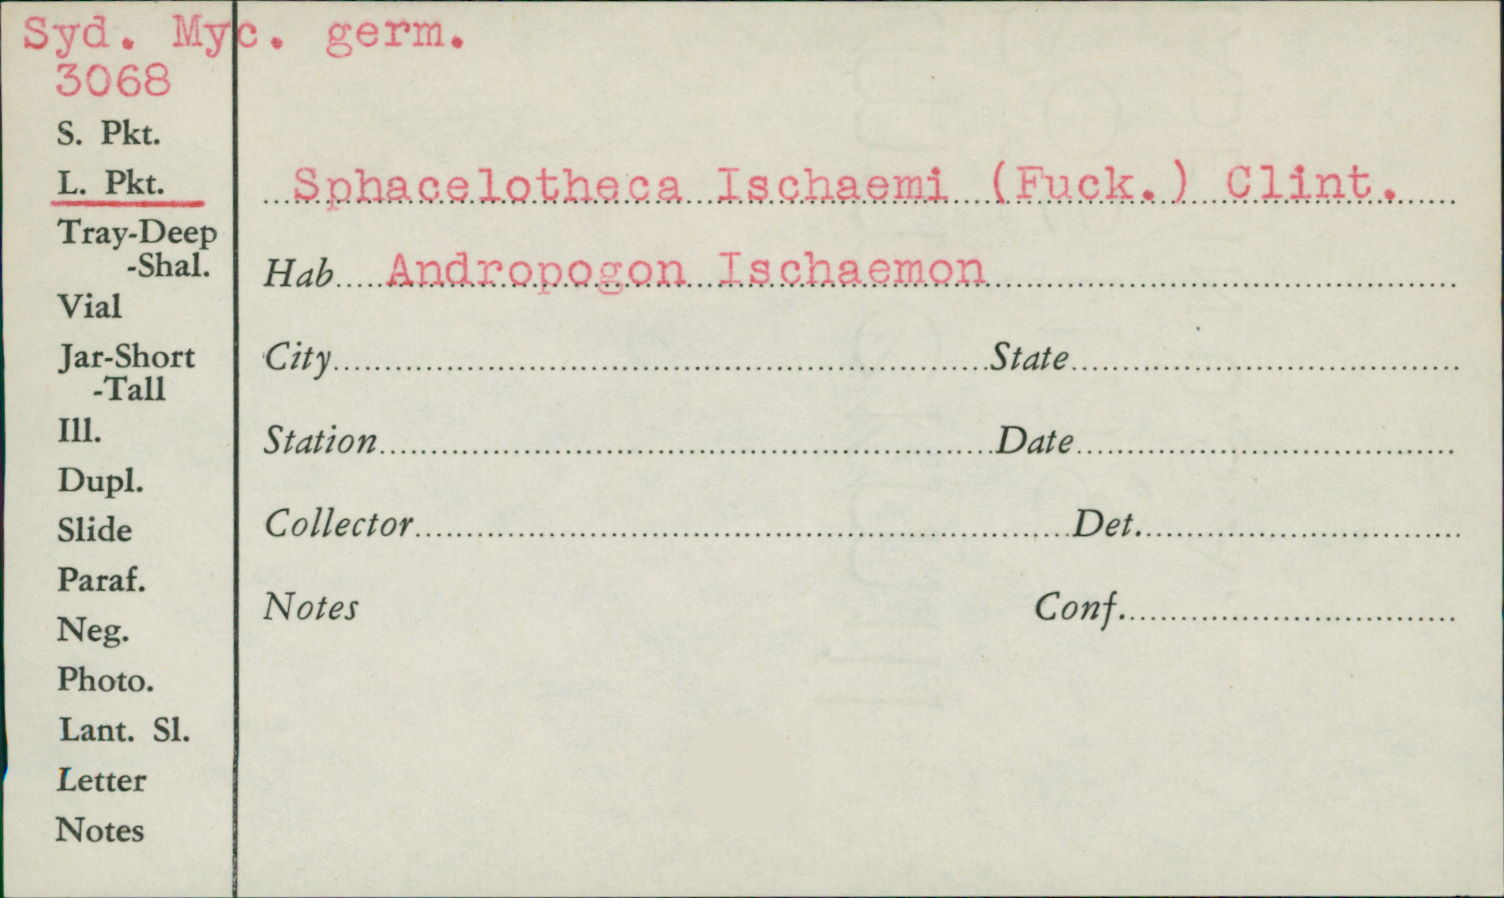 Syd. Myc. germ.
3068
S. Pkt.
L. Pkt.
Tray-Deep
-Shal.
Vial
Jar-Short
-Tall
Ill.
Dupl.
Slide
Paraf.
Neg.
Photo.
Lant. Sl.
Letter
Notes
Sphacelotheca Ischaemi (Fuck.) Clint.
Hab Andropogon Ischaemon
City State
Station Date
Collector Det.
Notes Conf.